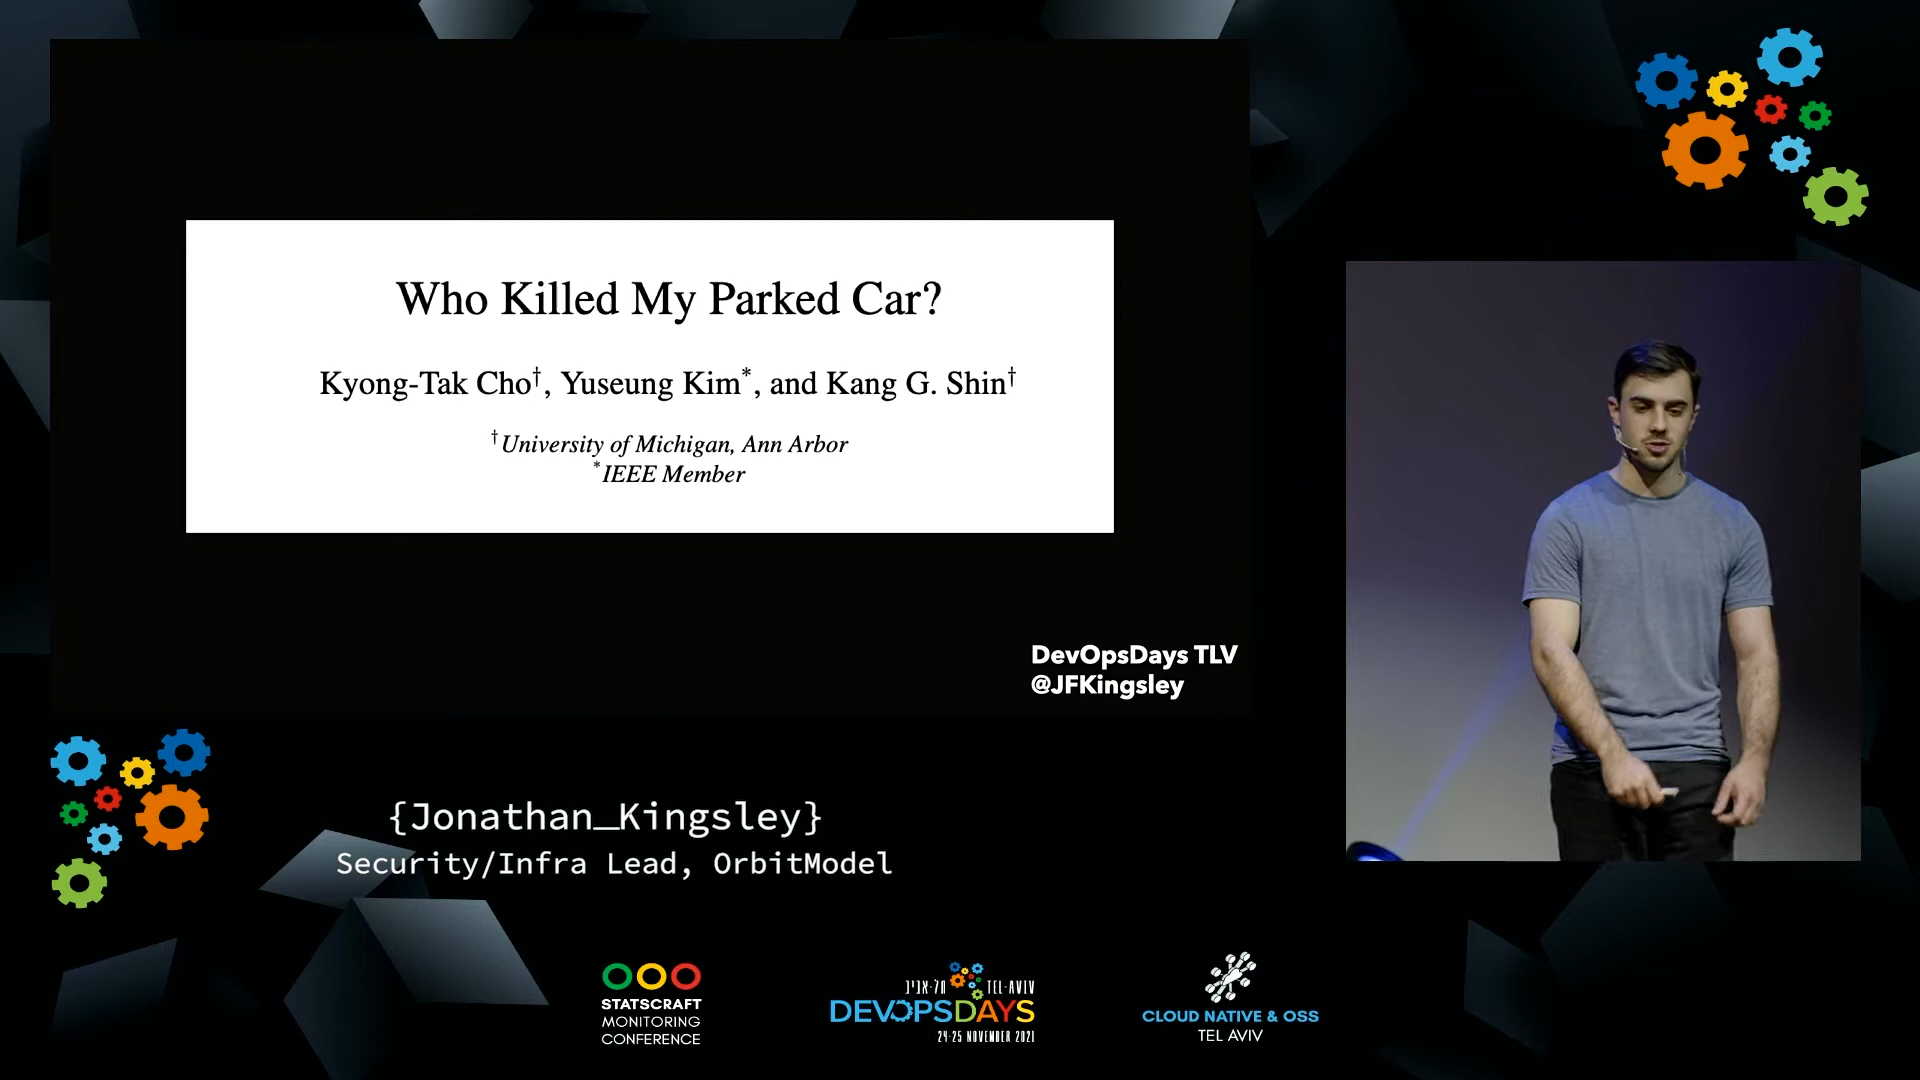 Who Killed My Parked Car?
Kyong-Tak Cho†, Yuseung Kim*, and Kang G. Shin†
†University of Michigan, Ann Arbor
*IEEE Member
DevOpsDays TLV
@JFKingsley
{Jonathan_Kingsley}
Security/Infra Lead, OrbitModel
STATSCRAFT
MONITORING
CONFERENCE
תל-אביב TEL-AVIV
DEVOPSDAYS
24-25 NOVEMBER 2021
CLOUD NATIVE & OSS
TEL AVIV